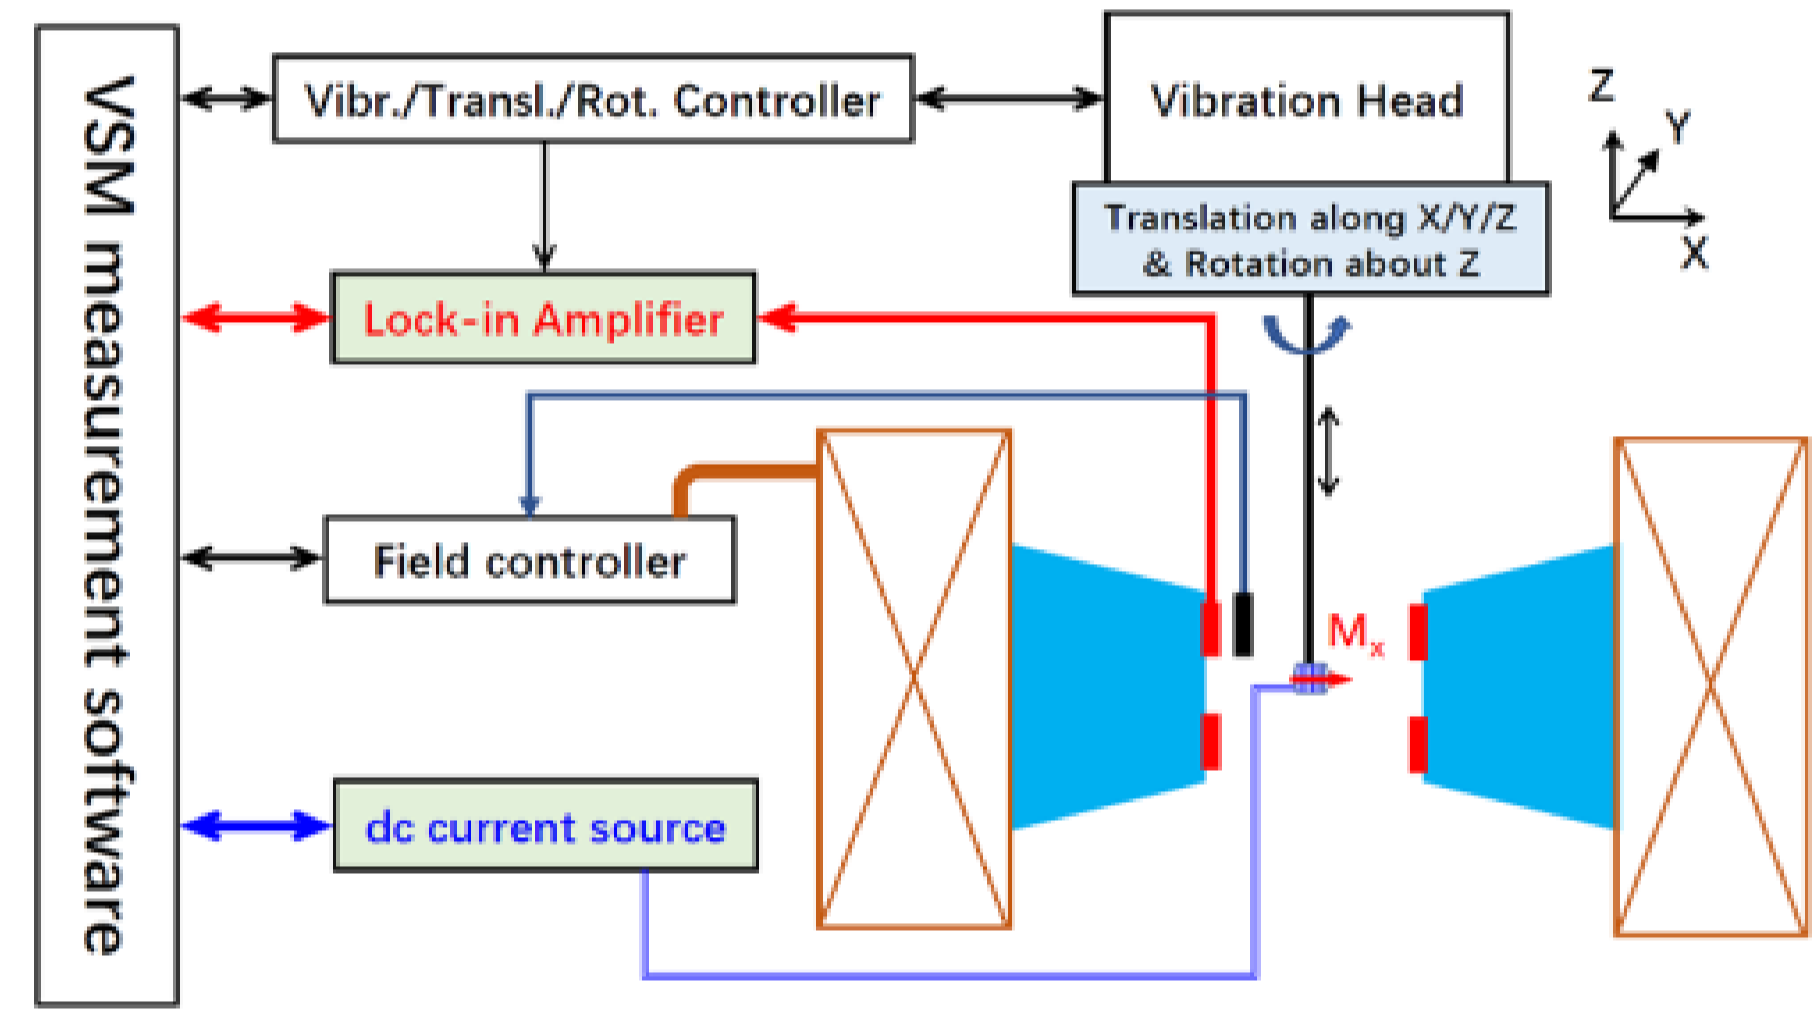 VSM measurement software
Vibr./Transl./Rot. Controller
Vibration Head
Translation along X/Y/Z
& Rotation about Z
Z
Y
X
Lock-in Amplifier
Field controller
Mx
dc current source